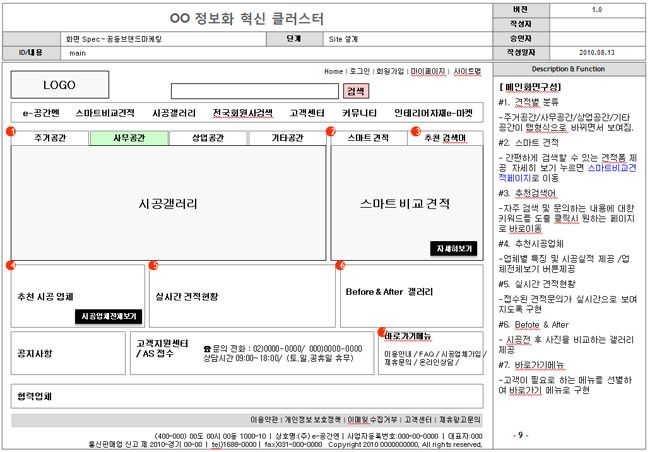 OO 정보화 혁신 클러스터
버전 1.0
작성자
화면 Spec - 공동브랜드마케팅 단계 Site 설계 승인자
ID/내용 main 작성일자 2010.08.13
Home | 로그인 | 회원가입 | 마이페이지 | 사이트맵
LOGO
검색
e-공간엔 스마트비교견적 시공갤러리 전국회원사검색 고객센터 커뮤니티 인테리어자재e-마켓
1 주거공간 사무공간 상업공간 기타공간
2 스마트견적 3 추천 검색어
시공갤러리
스마트비교견적
자세히보기
4 추천 시공 업체
시공업체전체보기
5 실시간 견적현황
6 Before & After 갤러리
공지사항
고객지원센터
/ AS 접수
☎문의 전화 : 02)0000-0000/ 000)0000-0000
상담시간 09:00~18:00/ (토,일,공휴일 휴무)
7 바로가기메뉴
이용안내 / FAQ / 시공업체가입 /
제휴문의 / 온라인상담 /
협력업체
이용약관 | 개인정보 보호정책 | 이메일 수집거부 | 고객센터 | 제휴광고문의
(400-000) 00도 00시 00동 1000-10 | 상호명:(주) e-공간엔 | 사업자등록번호:000-00-0000 | 대표자:000
통신판매업 신고 제 2010-경기 00-00 | tel)1688-0000 | fax)031-000-0000 Copyright 2010 0000000000, All rights reserved,
Description & Function
[ 메인화면구성]
#1. 견적별 분류
-주거공간/사무공간/상업공간/기타
공간이 탭형식으로 바뀌면서 보여짐.
#2. 스마트 견적
- 간편하게 검색할 수 있는 견적폼 제
공 자세히 보기 누르면 스마트비교견
적페이지로 이동
#3. 추천검색어
-자주 검색 및 문의하는 내용에 대한
키워드를 도출 클릭시 원하는 페이지
로 바로이동
#4. 추천시공업체
-업체별 특징 및 시공실적 제공 /업
체전체보기 버튼제공
#5. 실시간 견적현황
-접수된 견적문의가 실시간으로 보여
지도록 구현
#6. Before & After
- 시공전 후 사진을 비교하는 갤러리
제공
#7. 바로가기메뉴
-고객이 필요로 하는 메뉴를 선별하
여 바로가기 메뉴로 구현
- 9 -